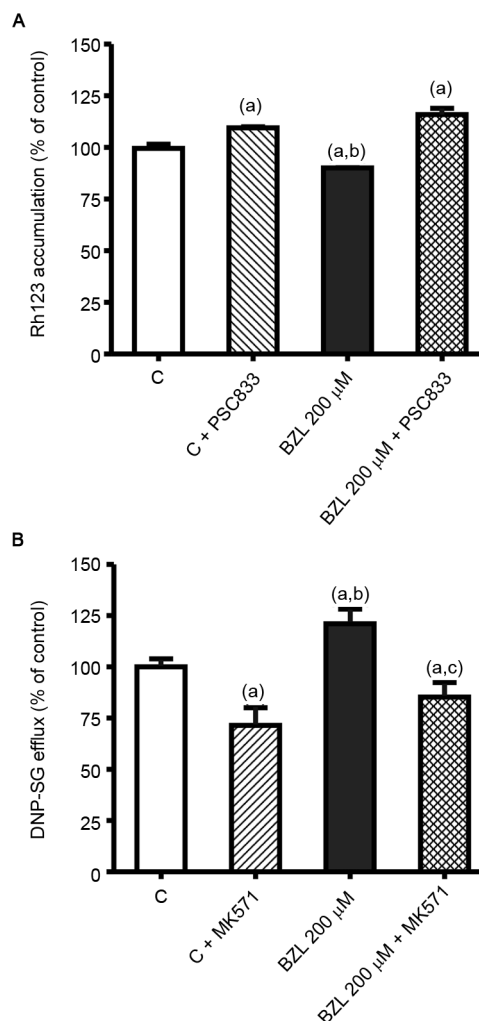 A
Rh123 accumulation (% of control)
150
125
100
75
50
25
0
(a)
(a,b)
(a)
C
C + PSC833
BZL 200 μM
BZL 200 μM + PSC833
B
DNP-SG efflux (% of control)
150
125
100
75
50
25
0
(a)
(a,b)
(a,c)
C
C + MK571
BZL 200 μM
BZL 200 μM + MK571